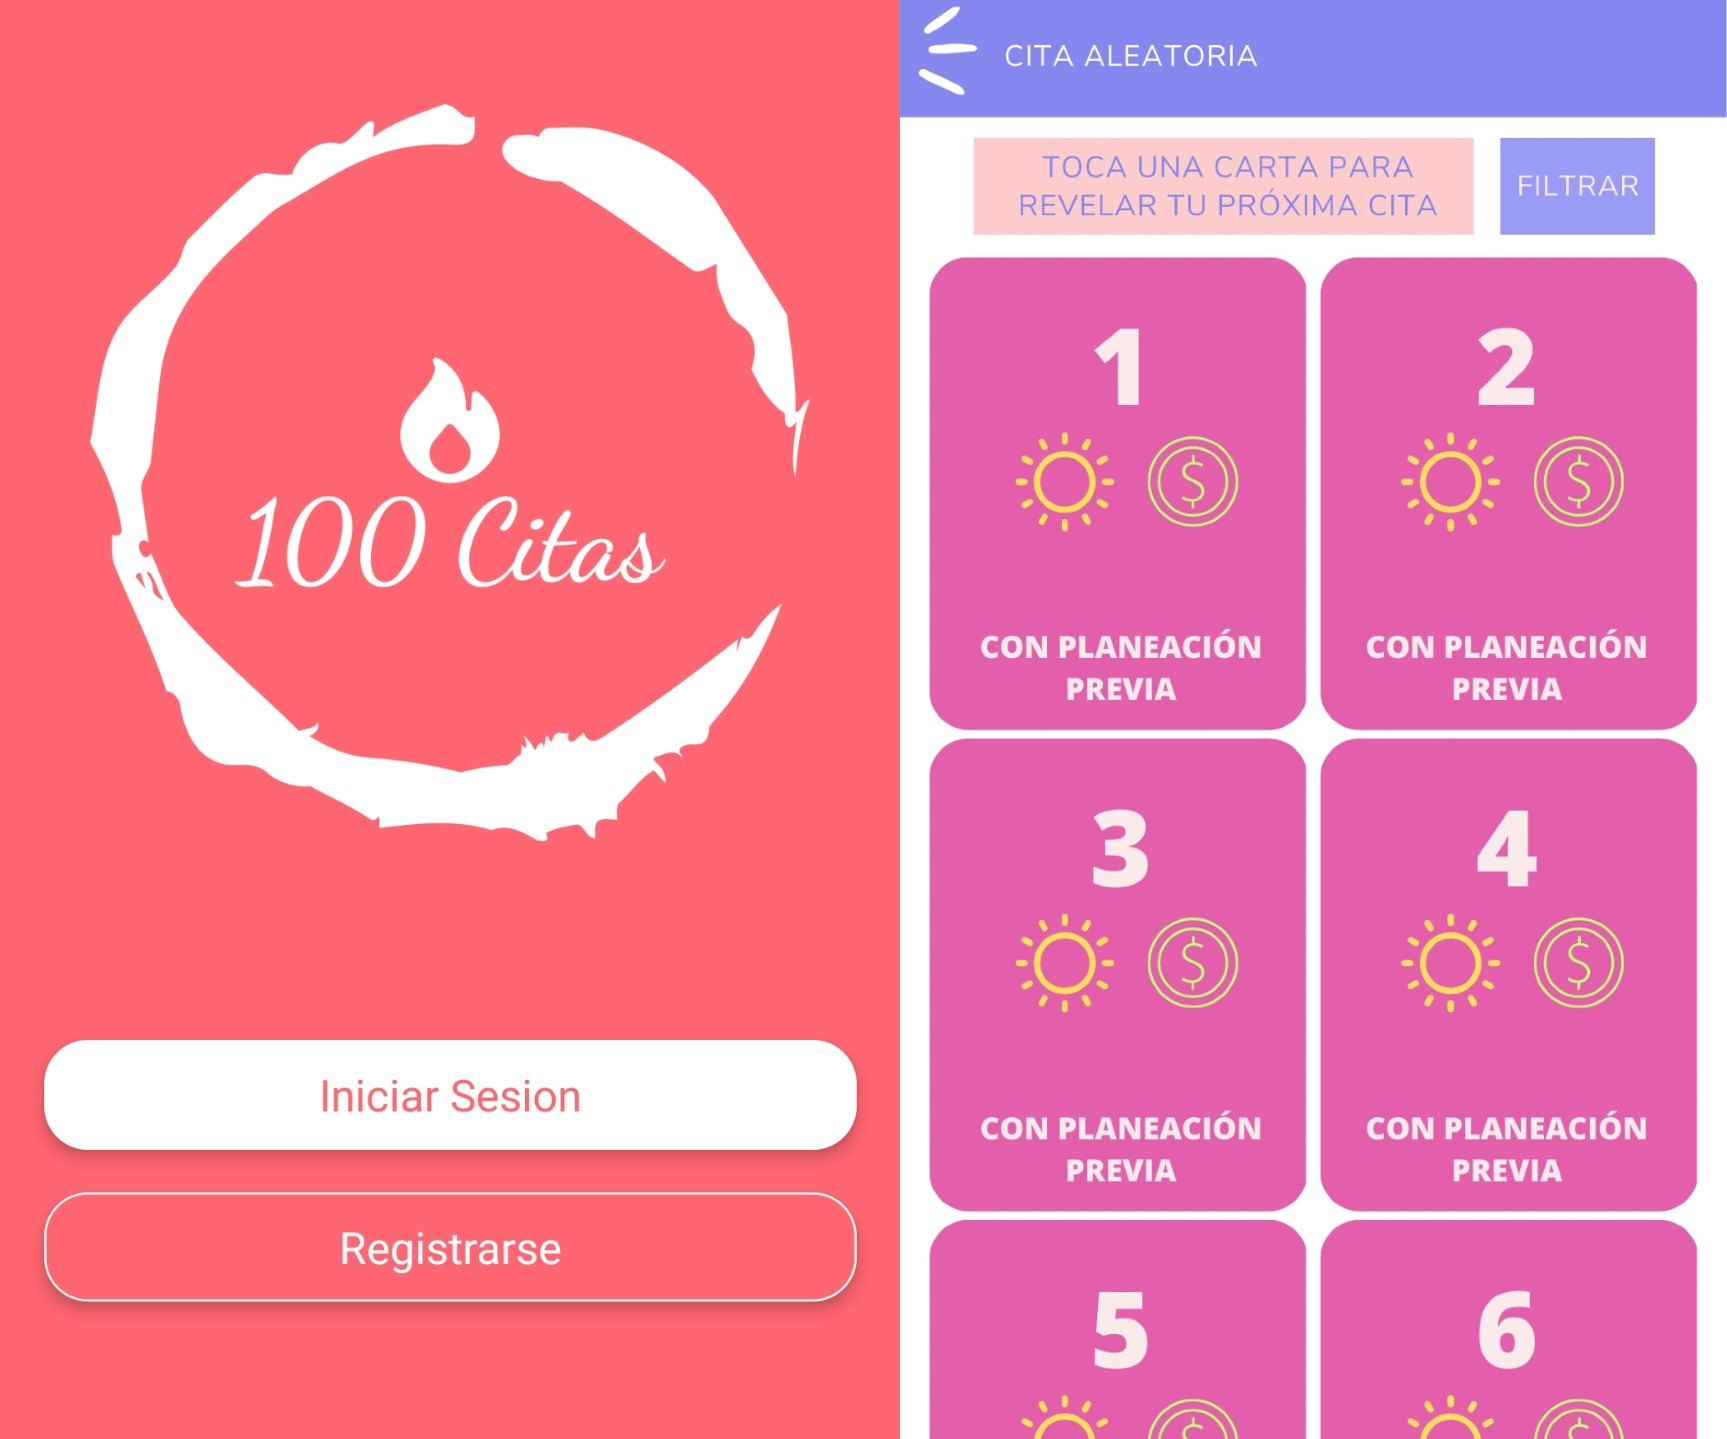 100 Citas
Iniciar Sesion
Registrarse
CITA ALEATORIA
TOCA UNA CARTA PARA
REVELAR TU PRÓXIMA CITA
FILTRAR
1
$
CON PLANEACIÓN
PREVIA
2
$
CON PLANEACIÓN
PREVIA
3
$
CON PLANEACIÓN
PREVIA
4
$
CON PLANEACIÓN
PREVIA
5
6